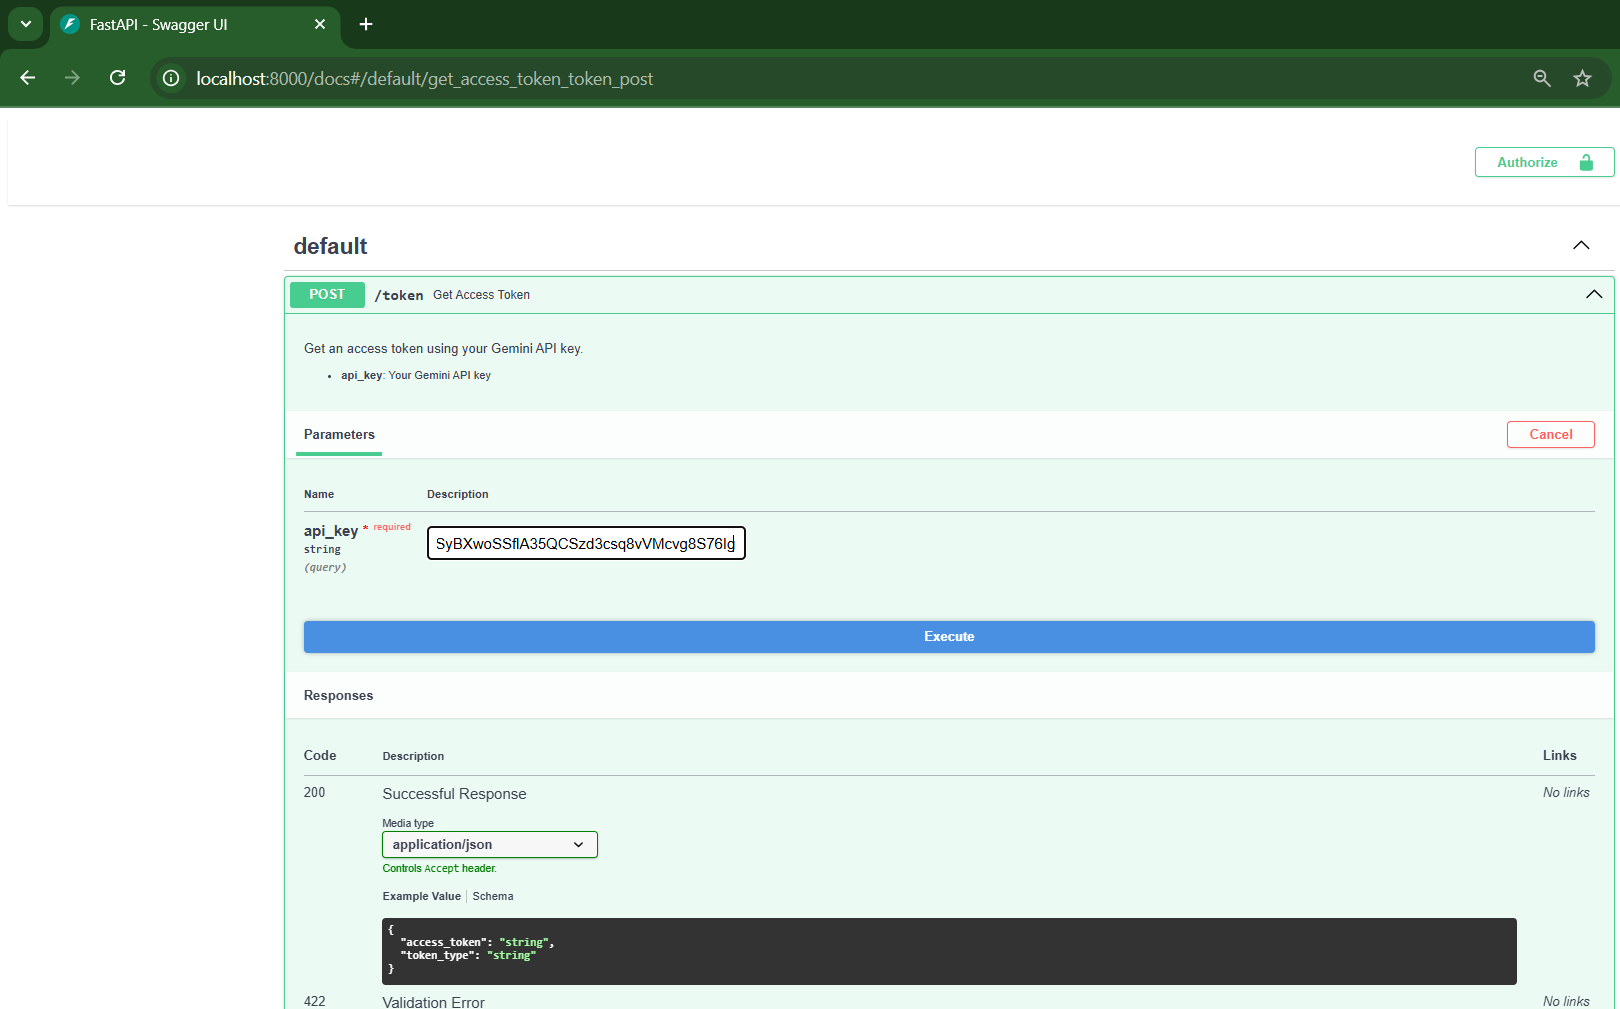 FastAPI - Swagger UI
localhost:8000/docs#/default/get_access_token_token_post
Authorize
default
POST /token Get Access Token
Get an access token using your Gemini API key.
• api_key: Your Gemini API key
Parameters
Cancel
Name Description
api_key * required
string
(query)
Execute
Responses
Code Description Links
200 Successful Response No links
Media type
application/json
Controls Accept header.
Example Value | Schema
{
"access_token": "string",
"token_type": "string"
}
422 Validation Error No links